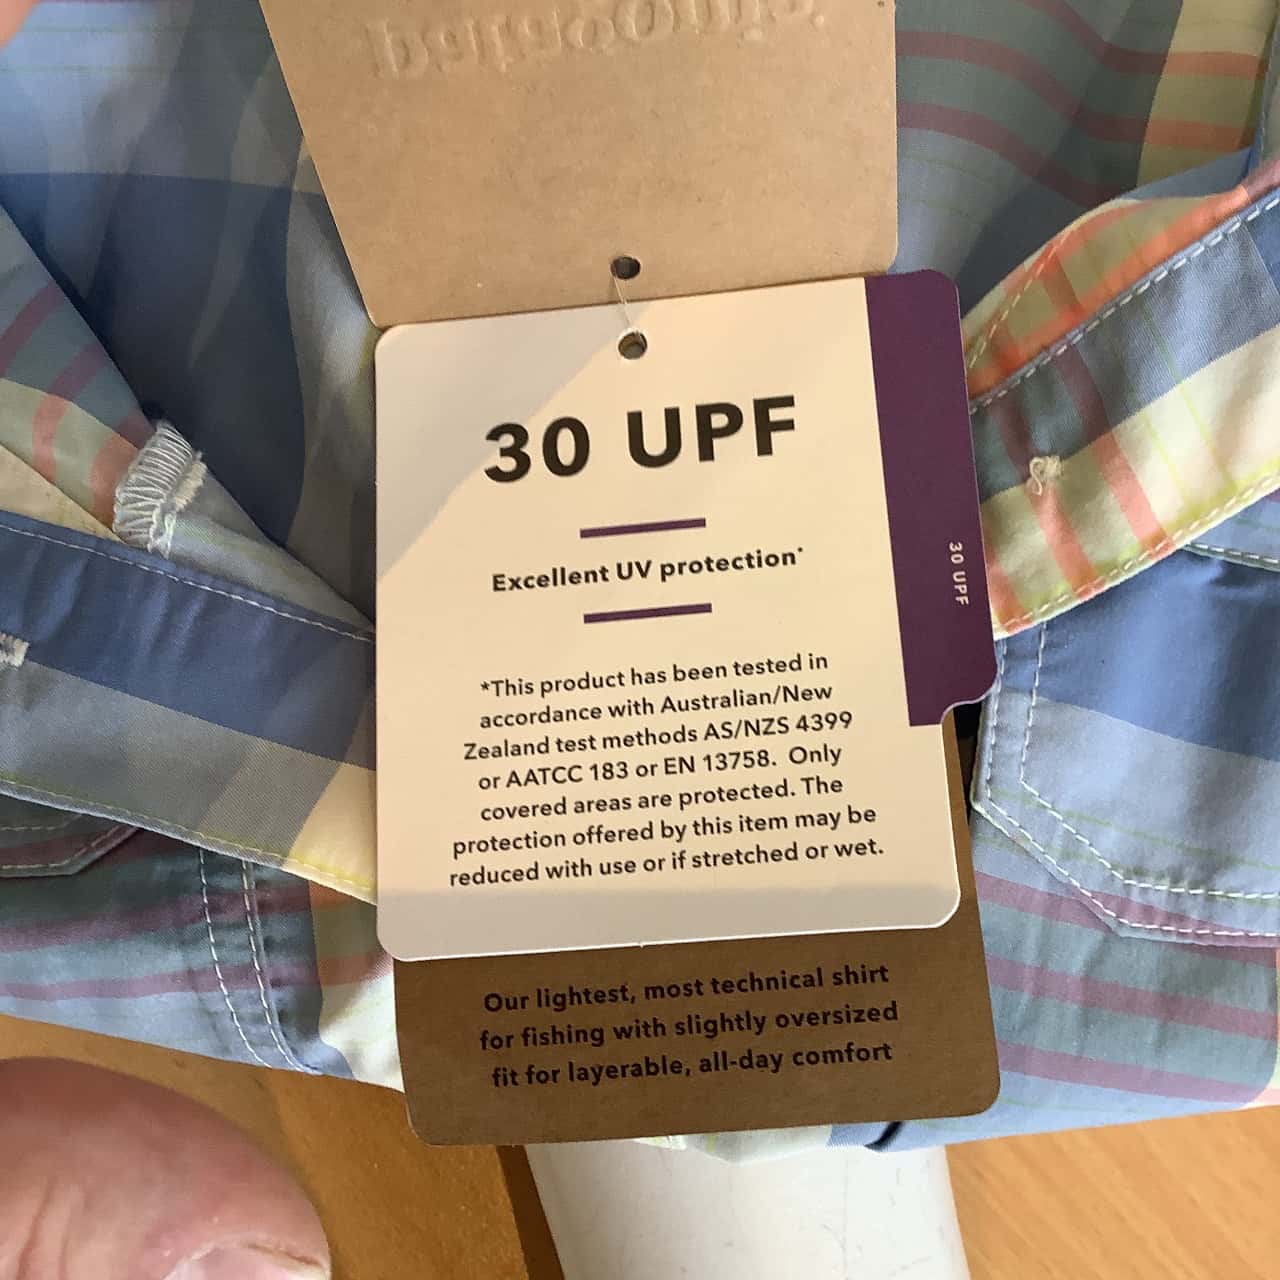 30 UPF
Excellent UV protection*
*This product has been tested in
accordance with Australian/New
Zealand test methods AS/NZS 4399
or AATCC 183 or EN 13758. Only
covered areas are protected. The
protection offered by this item may be
reduced with use or if stretched or wet.
30 UPF
Our lightest, most technical shirt
for fishing with slightly oversized
fit for layerable, all-day comfort